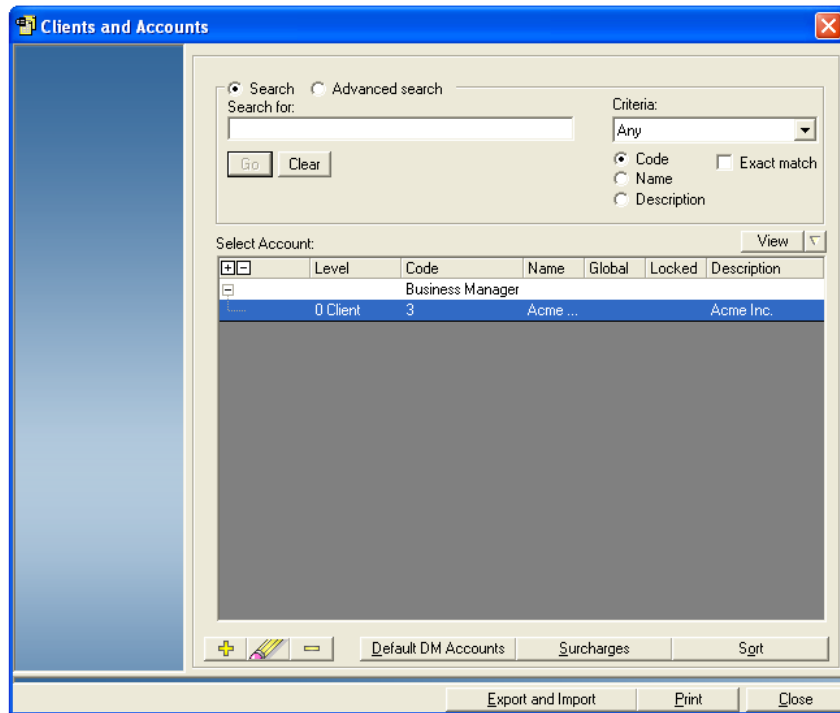 Clients and Accounts
Search Advanced search
Search for:
Criteria:
Any
Go Clear
Code Exact match
Name
Description
View
Select Account:
Level Code Name Global Locked Description
Business Manager
0 Client 3 Acme ... Acme Inc.
Default DM Accounts Surcharges Sort
Export and Import Print Close